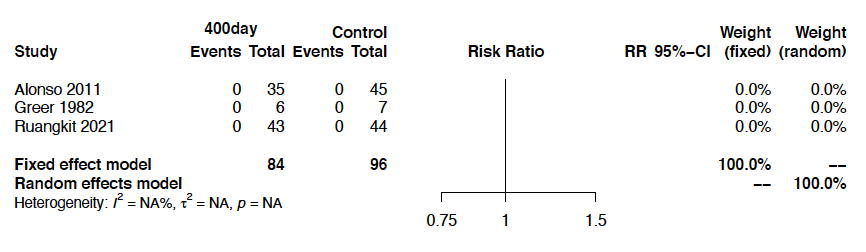 400day Control Weight Weight
Study Events Total Events Total Risk Ratio RR 95%−CI (fixed) (random)
Alonso 2011 0 35 0 45 0.0% 0.0%
Greer 1982 0 6 0 7 0.0% 0.0%
Ruangkit 2021 0 43 0 44 0.0% 0.0%
Fixed effect model 84 96 100.0% −−
Random effects model −− 100.0%
Heterogeneity: I² = NA%, τ² = NA, p = NA
0.75 1 1.5